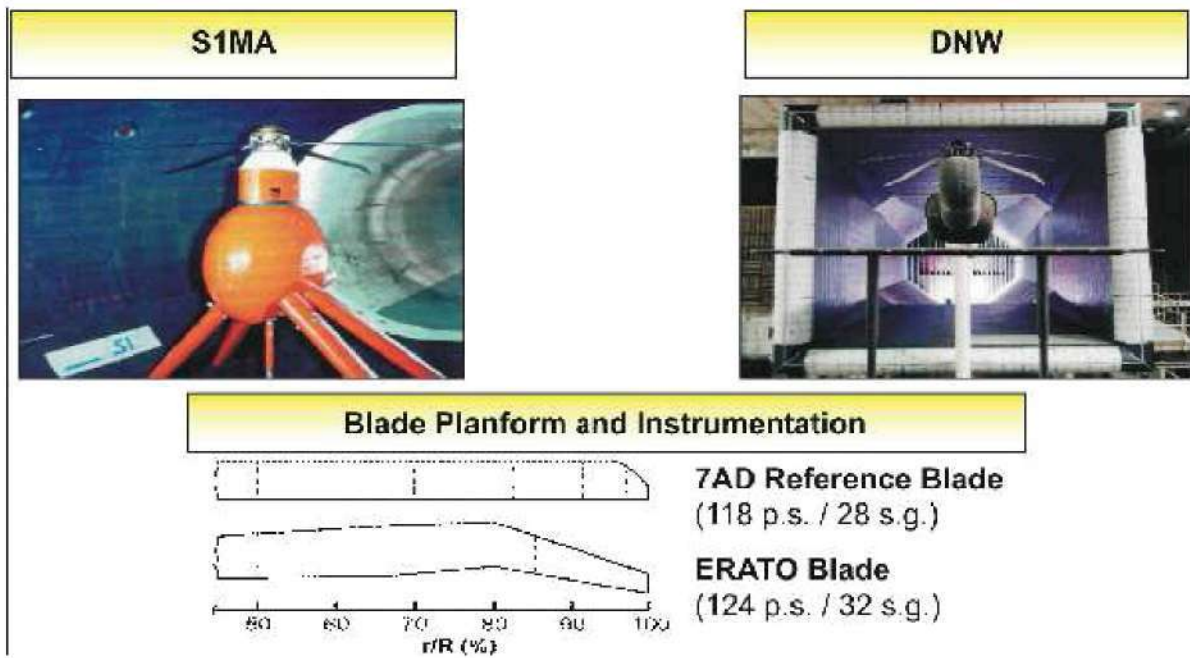 S1MA
DNW
S1
Blade Planform and Instrumentation
7AD Reference Blade
(118 p.s. / 28 s.g.)
ERATO Blade
(124 p.s. / 32 s.g.)
50 60 70 80 90 100
r/R (%)